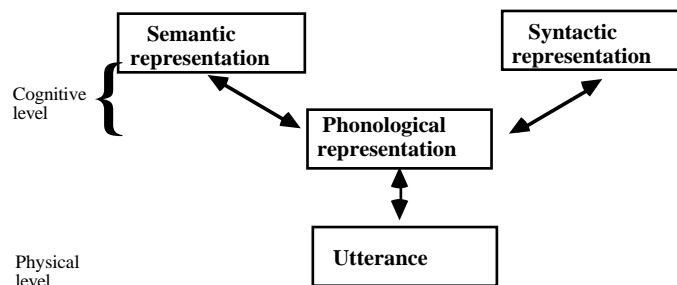 Semantic
representation
Syntactic
representation
Cognitive
level
Phonological
representation
Utterance
Physical
level